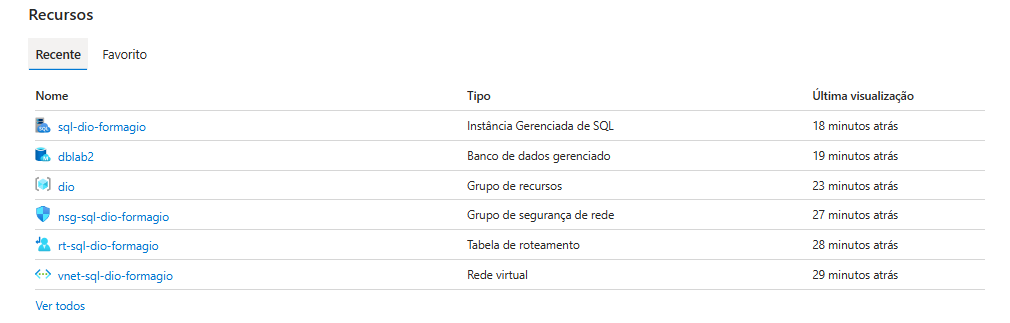 Recursos
Recente Favorito
Nome Tipo Última visualização
sql-dio-formagio Instância Gerenciada de SQL 18 minutos atrás
dblab2 Banco de dados gerenciado 19 minutos atrás
dio Grupo de recursos 23 minutos atrás
nsg-sql-dio-formagio Grupo de segurança de rede 27 minutos atrás
rt-sql-dio-formagio Tabela de roteamento 28 minutos atrás
vnet-sql-dio-formagio Rede virtual 29 minutos atrás
Ver todos